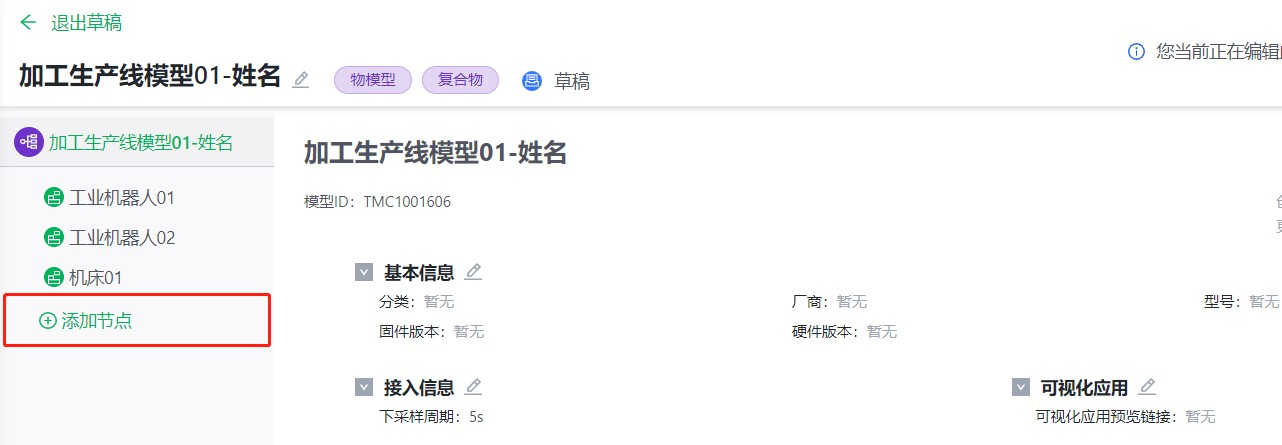 退出草稿
您当前正在编辑
加工生产线模型01-姓名 物模型 复合物 草稿
加工生产线模型01-姓名
工业机器人01
工业机器人02
机床01
添加节点
加工生产线模型01-姓名
模型ID：TMC1001606
基本信息
分类：暂无 厂商：暂无 型号：暂无
固件版本：暂无 硬件版本：暂无
接入信息 可视化应用
下采样周期：5s 可视化应用预览链接：暂无